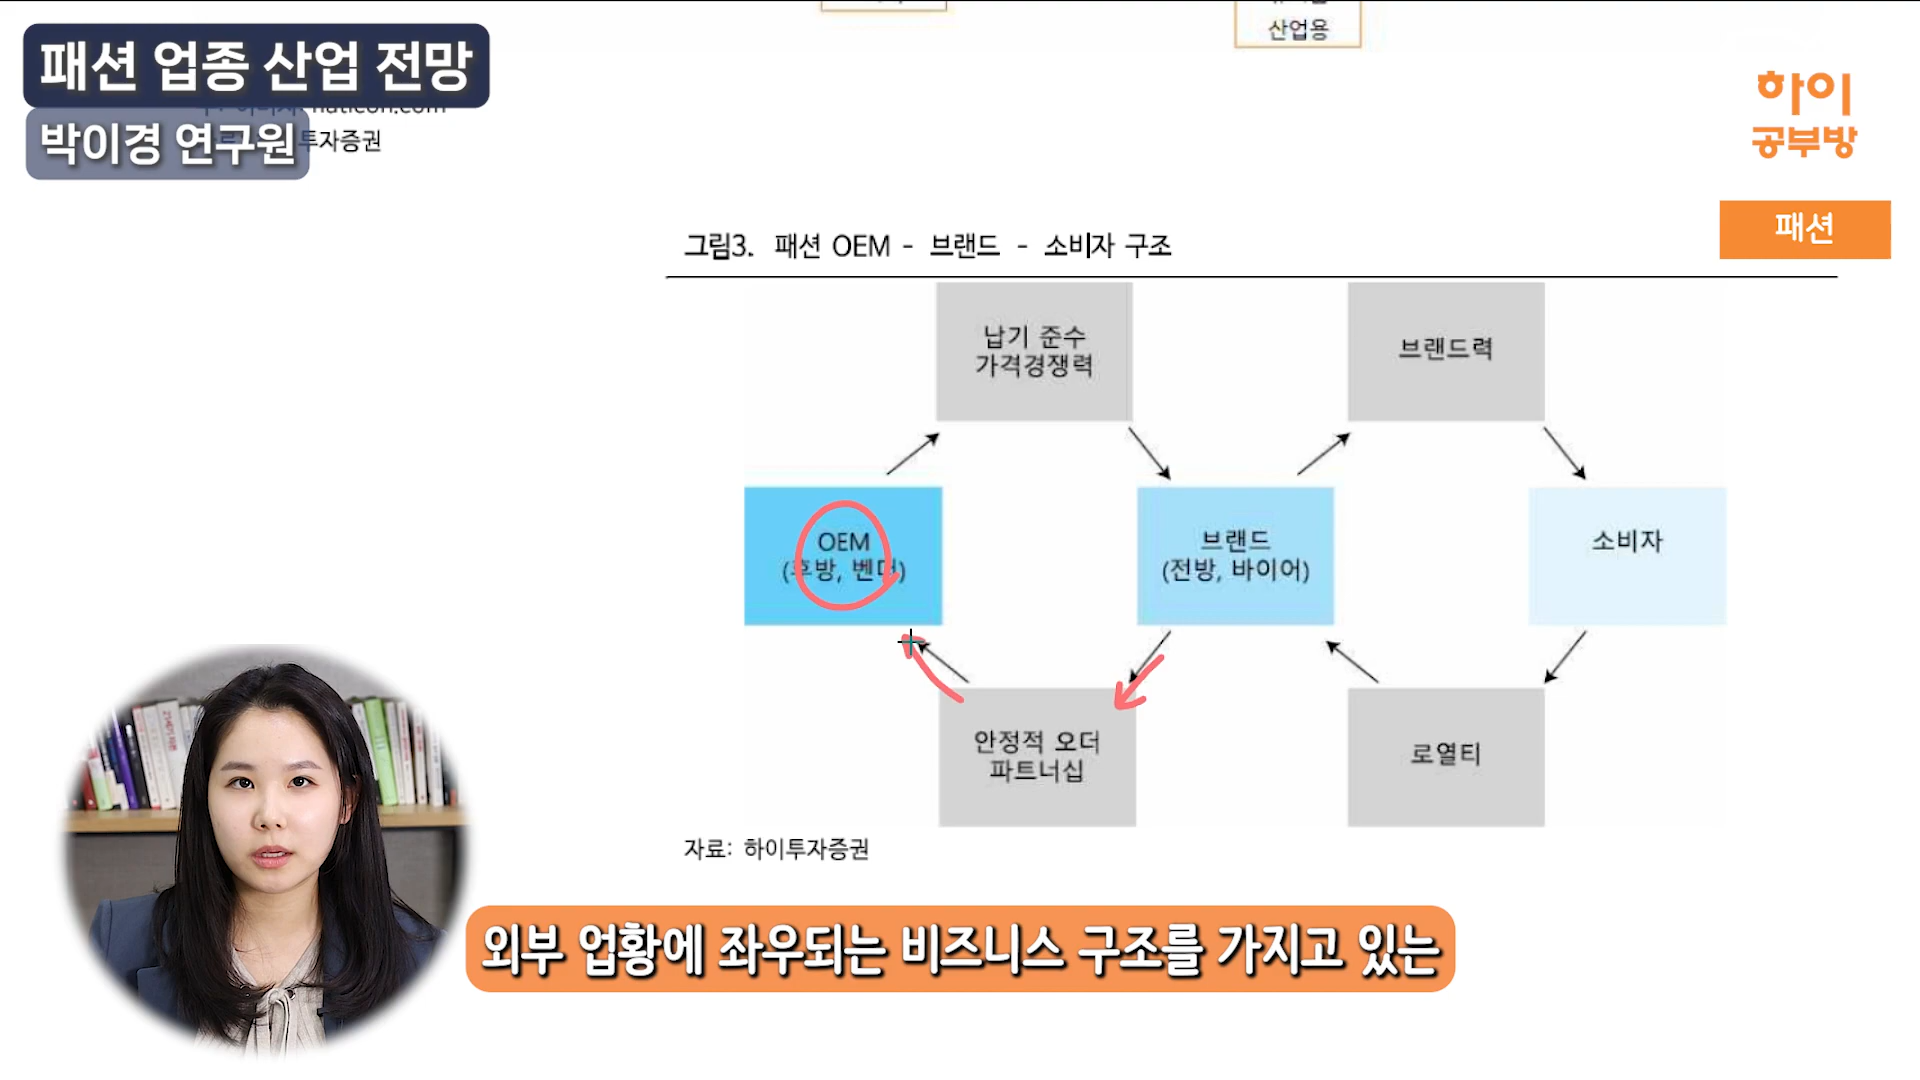 산업용
패션 업종 산업 전망
박이경 연구원
투자증권
하이
공부방
패션
그림3. 패션 OEM - 브랜드 - 소비자 구조
납기 준수
가격경쟁력
브랜드력
OEM
(후방, 벤더)
브랜드
(전방, 바이어)
소비자
안정적 오더
파트너십
로열티
자료: 하이투자증권
외부 업황에 좌우되는 비즈니스 구조를 가지고 있는